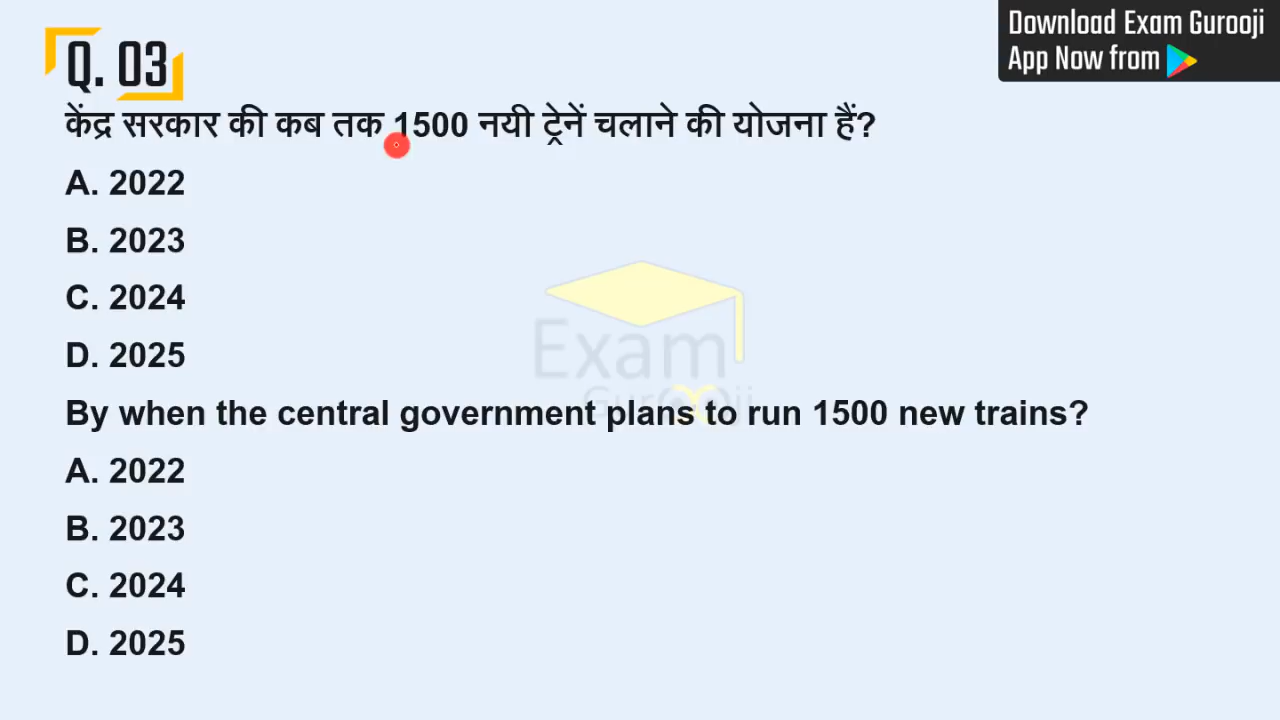 Download Exam Gurooji
App Now from
Q. 03
केंद्र सरकार की कब तक 1500 नयी ट्रेनें चलाने की योजना हैं?
A. 2022
B. 2023
C. 2024
D. 2025
Exam
Gurooji
By when the central government plans to run 1500 new trains?
A. 2022
B. 2023
C. 2024
D. 2025